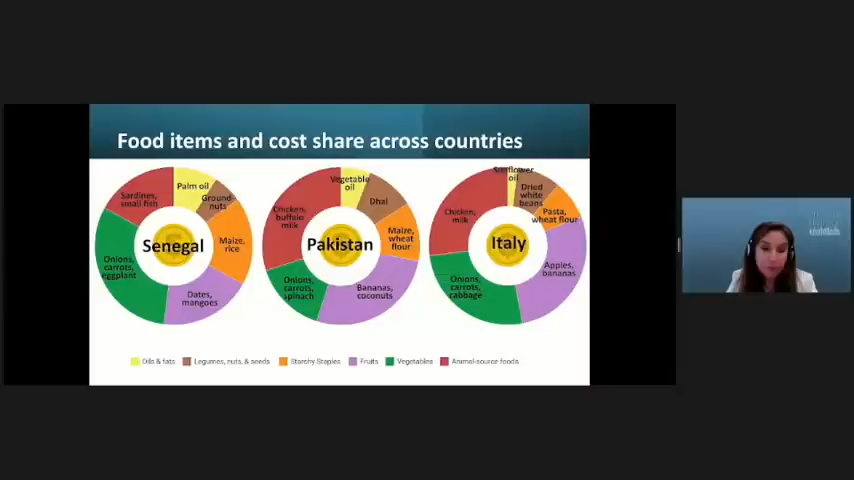 Food items and cost share across countries
Palm oil
Ground-
nuts
Maize,
rice
Dates,
mangoes
Onions,
carrots,
eggplant
Sardines,
small fish
Senegal
Vegetable
oil
Dhal
Maize,
wheat
flour
Bananas,
coconuts
Onions,
carrots,
spinach
Chicken,
buffalo
milk
Pakistan
Sunflower
oil
Dried
white
beans
Pasta,
wheat flour
Apples,
bananas
Onions,
carrots,
cabbage
Chicken,
milk
Italy
Oils & fats
Legumes, nuts, & seeds
Starchy Staples
Fruits
Vegetables
Animal-source foods